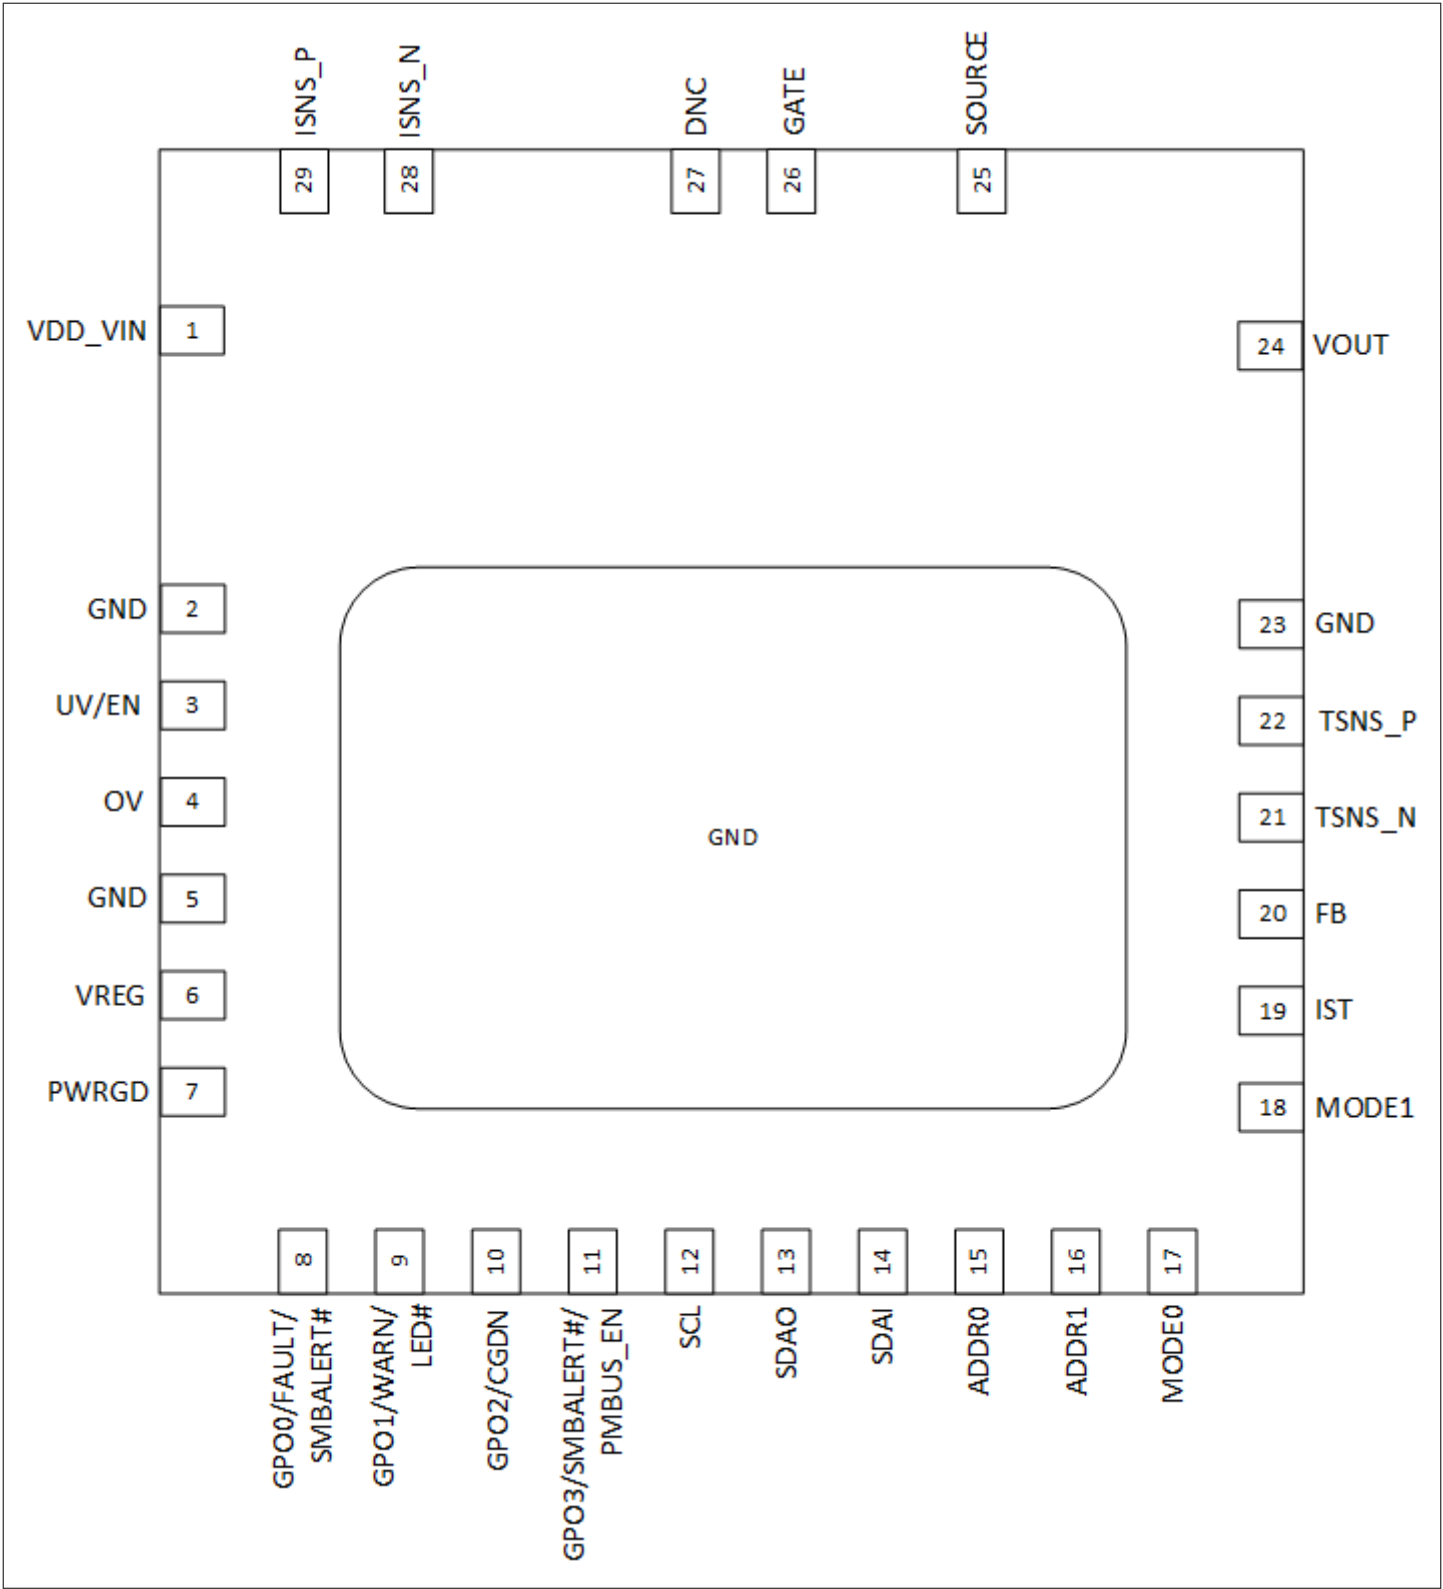 ISNS_P
ISNS_N
DNC
GATE
SOURCE
29
28
27
26
25
VDD_VIN 1
24 VOUT
GND 2
23 GND
UV/EN 3
22 TSNS_P
OV 4
21 TSNS_N
GND
GND 5
20 FB
VREG 6
19 IST
PWRGD 7
18 MODE1
8
9
10
11
12
13
14
15
16
17
GPO0/FAULT/
SMBALERT#
GPO1/WARN/
LED#
GPO2/CGDN
GPO3/SMBALERT#/
PMBUS_EN
SCL
SDAO
SDAI
ADDR0
ADDR1
MODE0